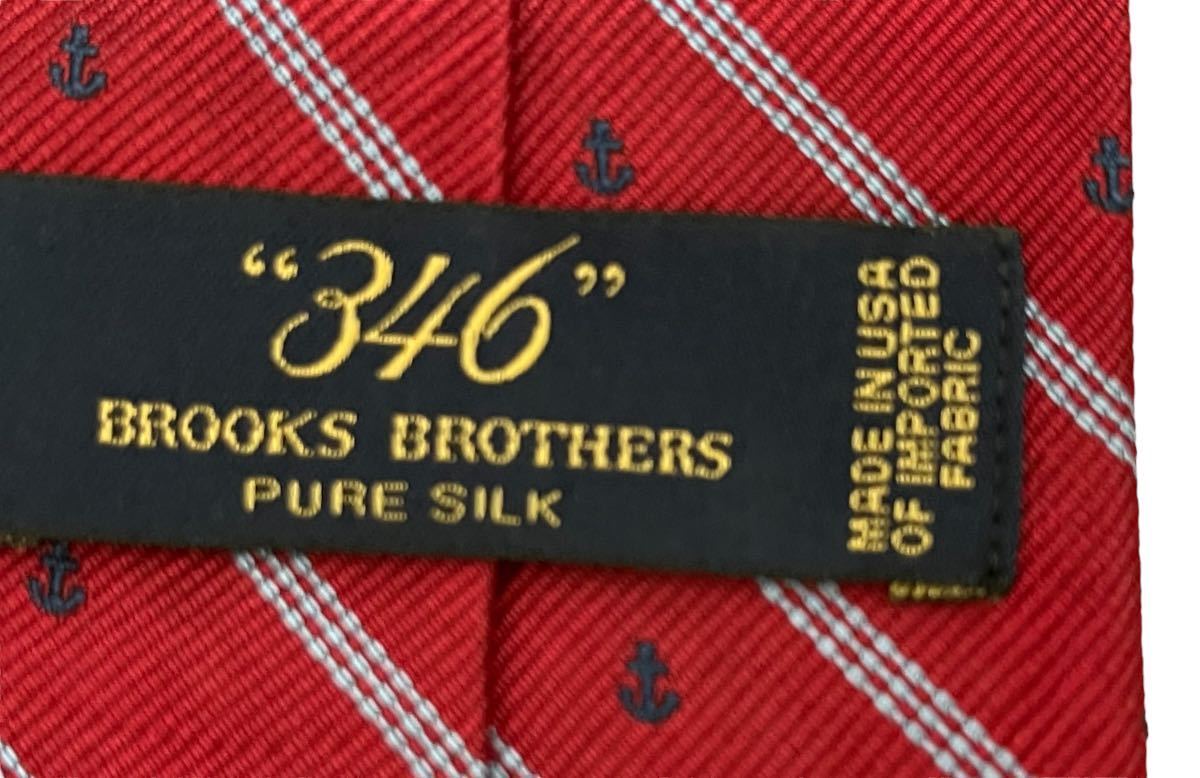 “346”
BROOKS BROTHERS
PURE SILK
MADE IN USA
OF IMPORTED
FABRIC